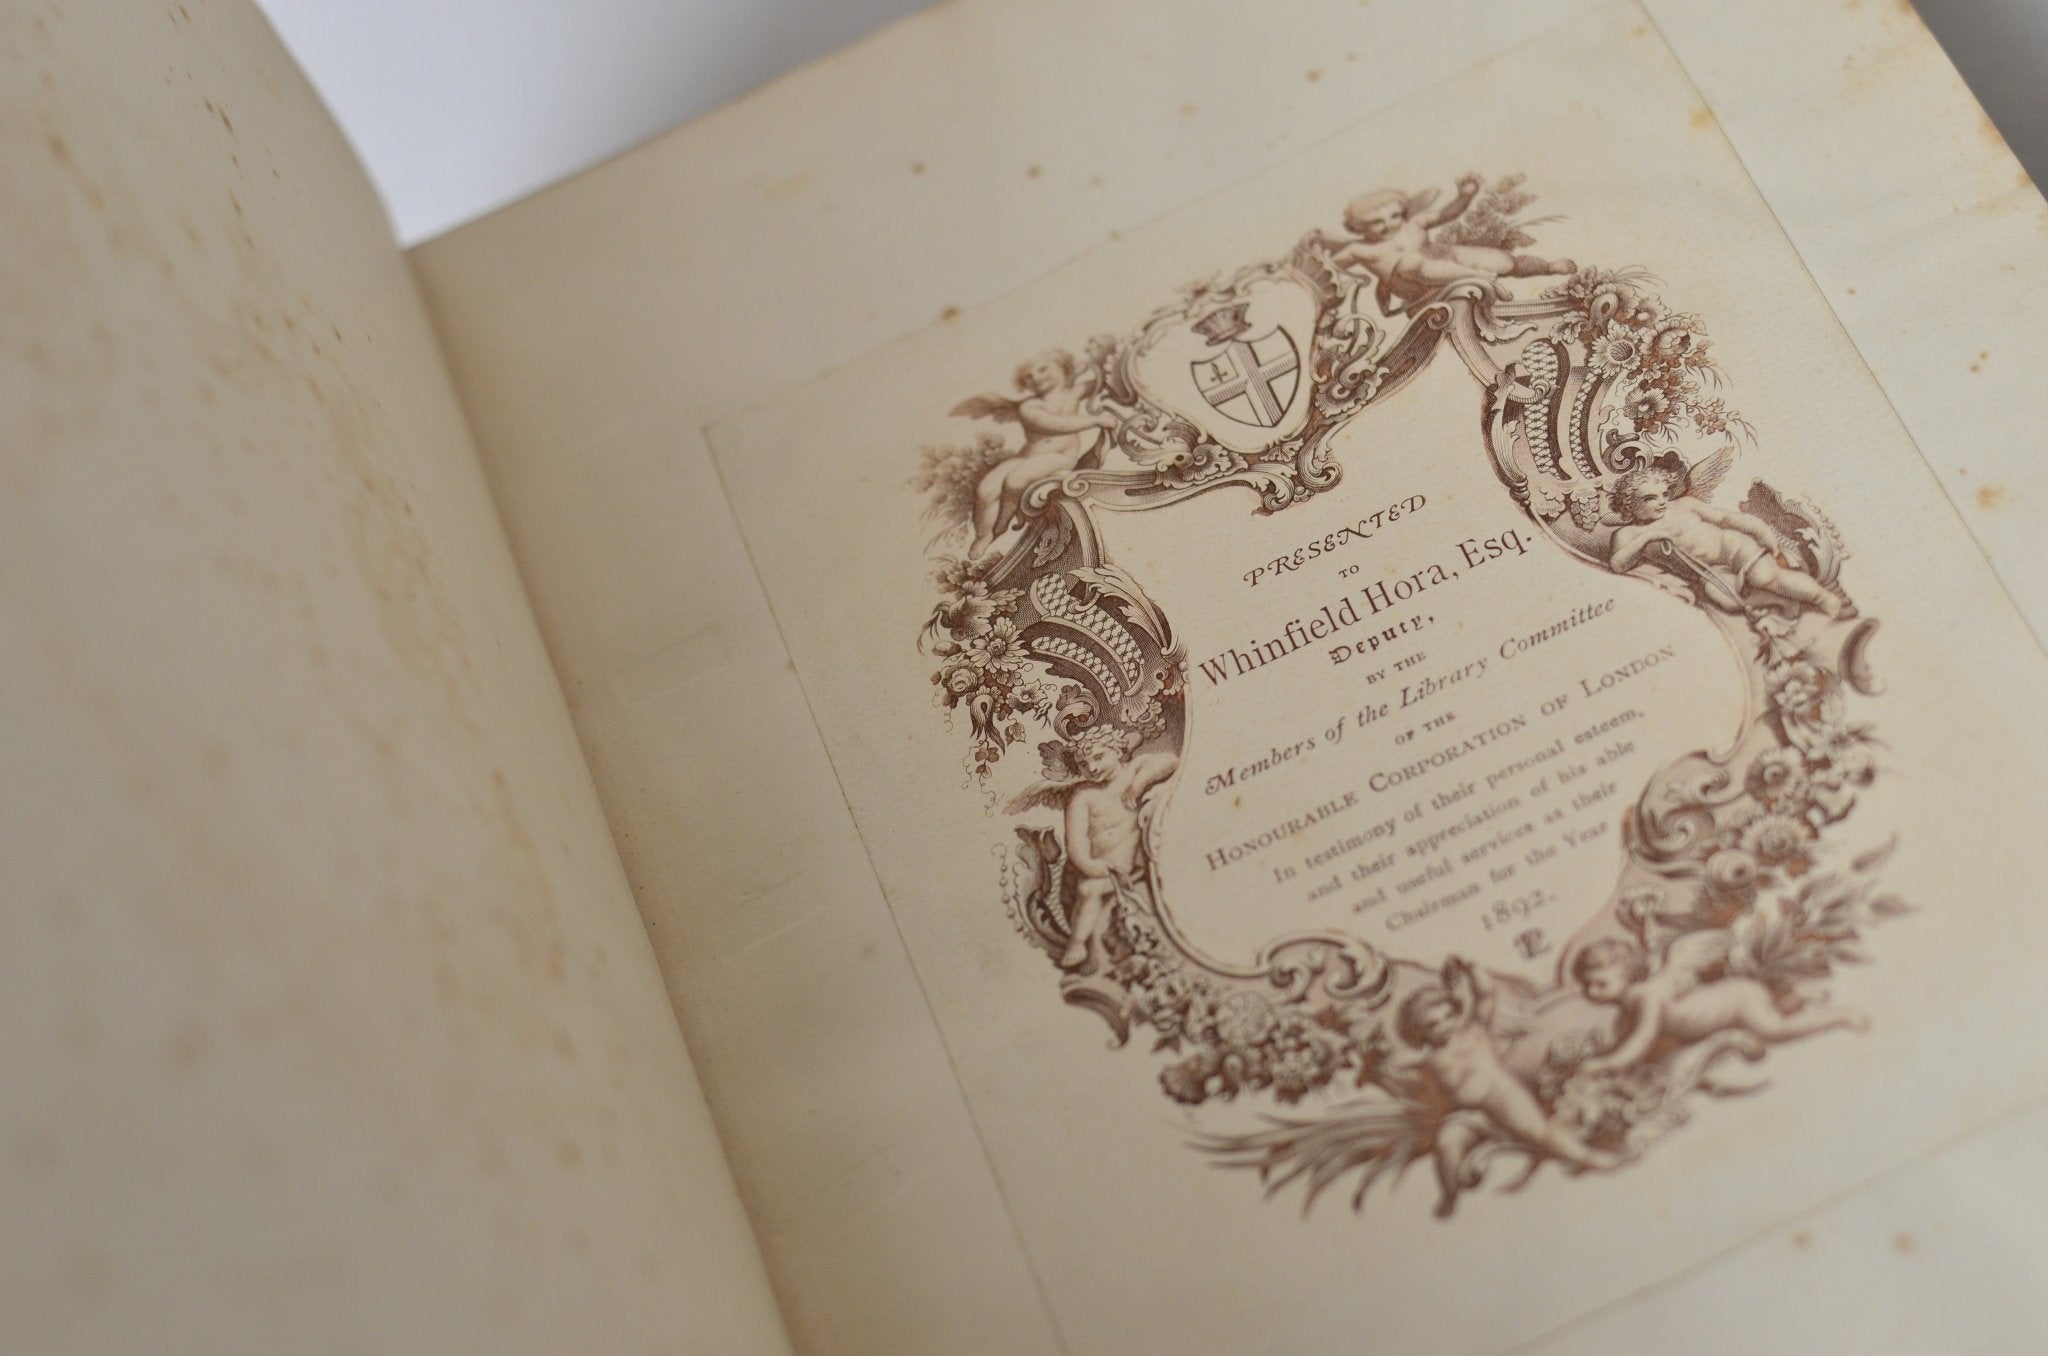 PRESENTED
TO
Whinfield Hora, Esq.
Deputy,
BY THE
Members of the Library Committee
OF THE
HONOURABLE CORPORATION OF LONDON
In testimony of their personal esteem,
and their appreciation of his able
and useful services as their
Chairman for the Year
1892.